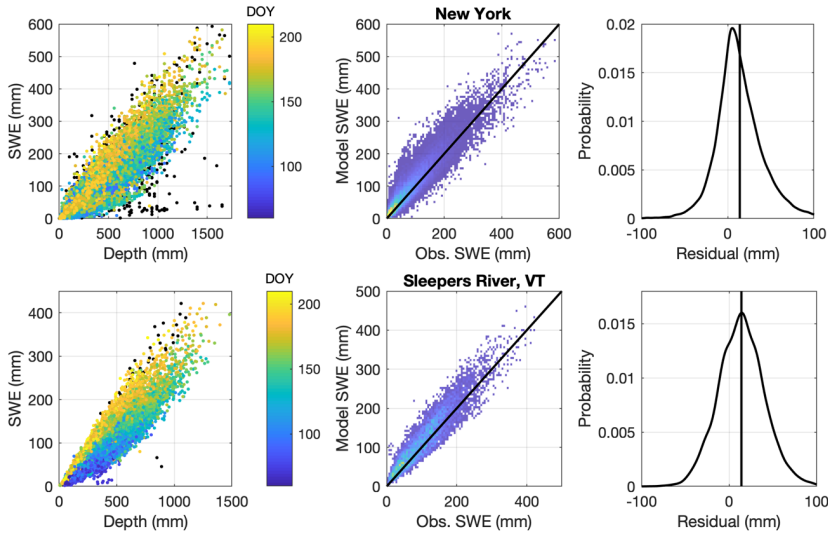 DOY
600
500
400
300
200
100
0
SWE (mm)
0 500 1000 1500
Depth (mm)
200
150
100
New York
600
500
400
300
200
100
0
Model SWE (mm)
0 200 400 600
Obs. SWE (mm)
0.02
0.015
0.01
0.005
0
Probability
-100 0 100
Residual (mm)
DOY
400
300
200
100
0
SWE (mm)
0 500 1000 1500
Depth (mm)
200
150
100
Sleepers River, VT
500
400
300
200
100
0
Model SWE (mm)
0 200 400
Obs. SWE (mm)
0.015
0.01
0.005
0
Probability
-100 0 100
Residual (mm)